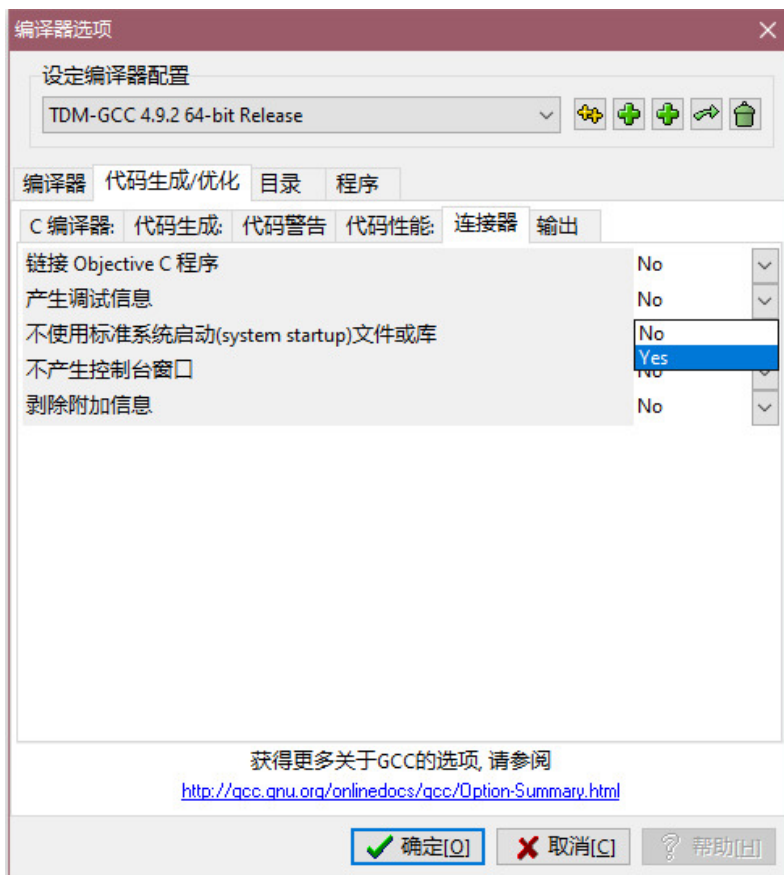 编译器选项
设定编译器配置
TDM-GCC 4.9.2 64-bit Release
编译器 代码生成/优化 目录 程序
C 编译器: 代码生成: 代码警告 代码性能: 连接器 输出
链接 Objective C 程序 No
产生调试信息 No
不使用标准系统启动(system startup)文件或库 No
Yes
不产生控制台窗口 No
剥除附加信息 No
获得更多关于GCC的选项, 请参阅
http://gcc.gnu.org/onlinedocs/gcc/Option-Summary.html
确定[O] 取消[C] 帮助[H]